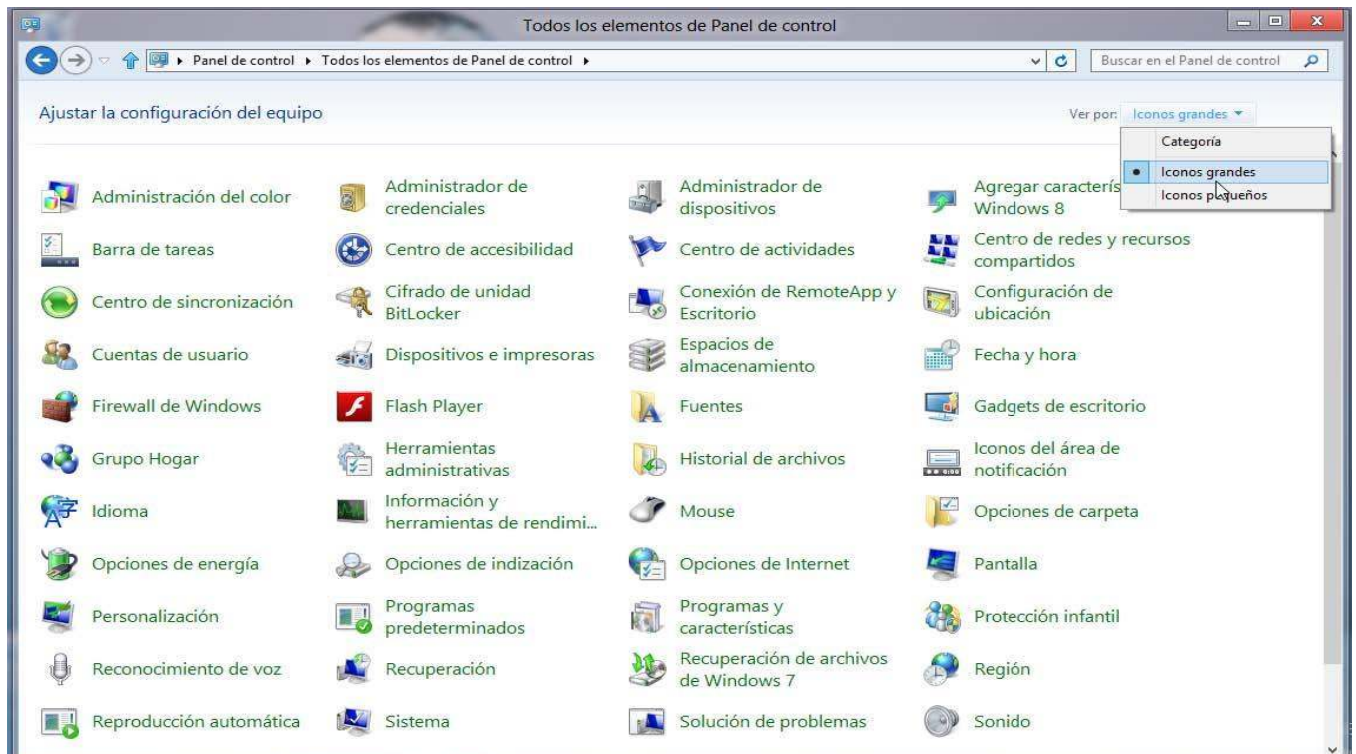 Todos los elementos de Panel de control
Panel de control Todos los elementos de Panel de control
Buscar en el Panel de control
Ajustar la configuración del equipo
Ver por: Iconos grandes
Categoría
Iconos grandes
Iconos pequeños
Administración del color
Administrador de
credenciales
Administrador de
dispositivos
Agregar caracterís
Windows 8
Barra de tareas
Centro de accesibilidad
Centro de actividades
Centro de redes y recursos
compartidos
Centro de sincronización
Cifrado de unidad
BitLocker
Conexión de RemoteApp y
Escritorio
Configuración de
ubicación
Cuentas de usuario
Dispositivos e impresoras
Espacios de
almacenamiento
Fecha y hora
Firewall de Windows
Flash Player
Fuentes
Gadgets de escritorio
Grupo Hogar
Herramientas
administrativas
Historial de archivos
Iconos del área de
notificación
Idioma
Información y
herramientas de rendimi...
Mouse
Opciones de carpeta
Opciones de energía
Opciones de indización
Opciones de Internet
Pantalla
Personalización
Programas
predeterminados
Programas y
características
Protección infantil
Reconocimiento de voz
Recuperación
Recuperación de archivos
de Windows 7
Región
Reproducción automática
Sistema
Solución de problemas
Sonido